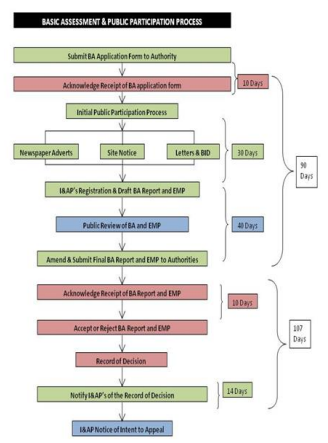 BASIC ASSESSMENT & PUBLIC PARTICIPATION PROCESS
Submit BA Application Form to Authority
Acknowledge Receipt of BA application form
10 Days
Initial Public Participation Process
Newspaper Adverts
Site Notice
Letters & BID
30 Days
90
Days
I&AP's Registration & Draft BA Report and EMP
Public Review of BA and EMP
40 Days
Amend & Submit Final BA Report and EMP to Authorities
Acknowledge Receipt of BA Report and EMP
10 Days
Accept or Reject BA Report and EMP
107
Days
Record of Decision
Notify I&AP's of the Record of Decision
14 Days
I&AP Notice of Intent to Appeal